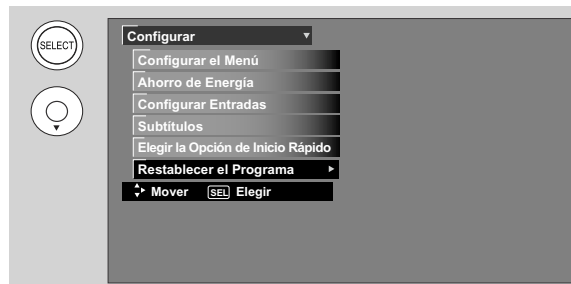 SELECT
Configurar
Configurar el Menú
Ahorro de Energía
Configurar Entradas
Subtítulos
Elegir la Opción de Inicio Rápido
Restablecer el Programa
Mover SEL Elegir